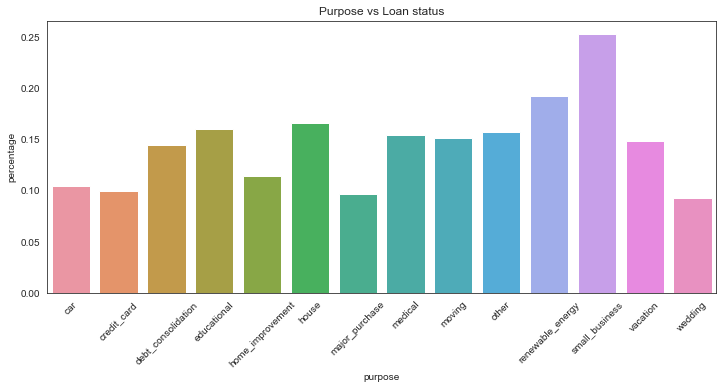 Purpose vs Loan status
percentage
0.25
0.20
0.15
0.10
0.05
0.00
car
credit_card
debt_consolidation
educational
home_improvement
house
major_purchase
medical
moving
other
renewable_energy
small_business
vacation
wedding
purpose